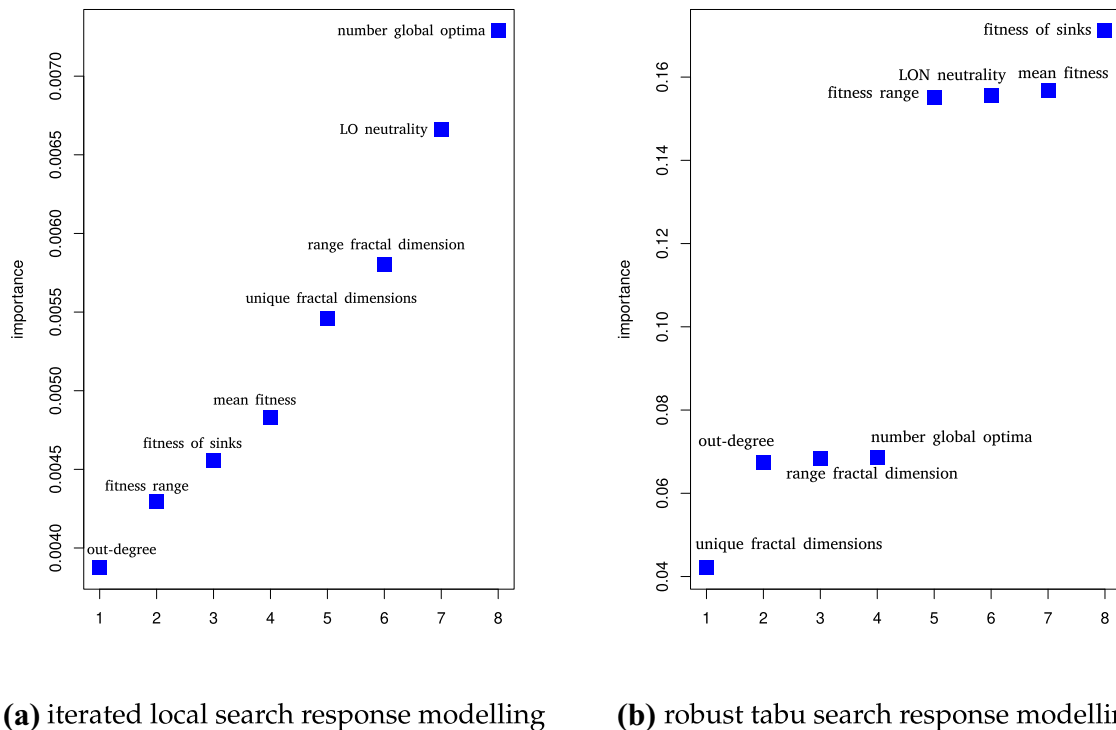 number global optima
LO neutrality
range fractal dimension
unique fractal dimensions
mean fitness
fitness of sinks
fitness range
out-degree
importance
0.0070
0.0065
0.0060
0.0055
0.0050
0.0045
0.0040
1 2 3 4 5 6 7 8
(a) iterated local search response modelling
fitness of sinks
LON neutrality mean fitness
fitness range
number global optima
out-degree
range fractal dimension
unique fractal dimensions
importance
0.16
0.14
0.12
0.10
0.08
0.06
0.04
1 2 3 4 5 6 7 8
(b) robust tabu search response modelli